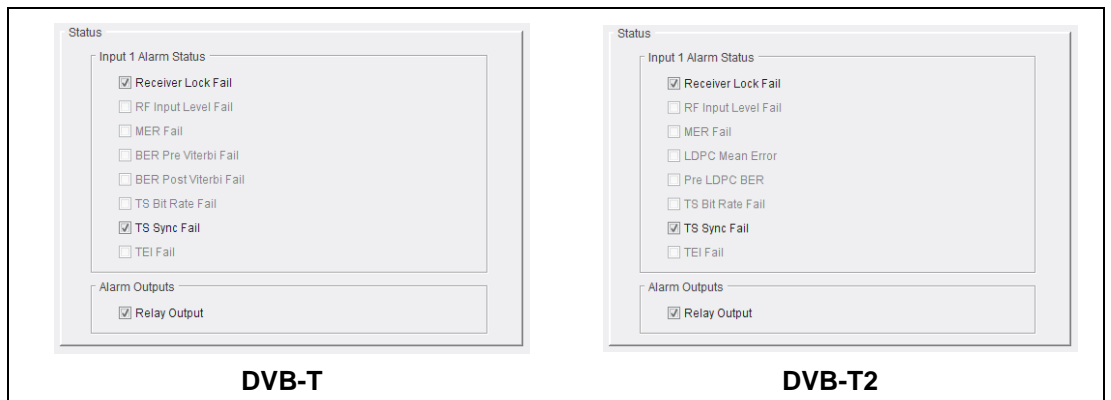 Status
Input 1 Alarm Status
Receiver Lock Fail
RF Input Level Fail
MER Fail
BER Pre Viterbi Fail
BER Post Viterbi Fail
TS Bit Rate Fail
TS Sync Fail
TEI Fail
Alarm Outputs
Relay Output
DVB-T
Status
Input 1 Alarm Status
Receiver Lock Fail
RF Input Level Fail
MER Fail
LDPC Mean Error
Pre LDPC BER
TS Bit Rate Fail
TS Sync Fail
TEI Fail
Alarm Outputs
Relay Output
DVB-T2